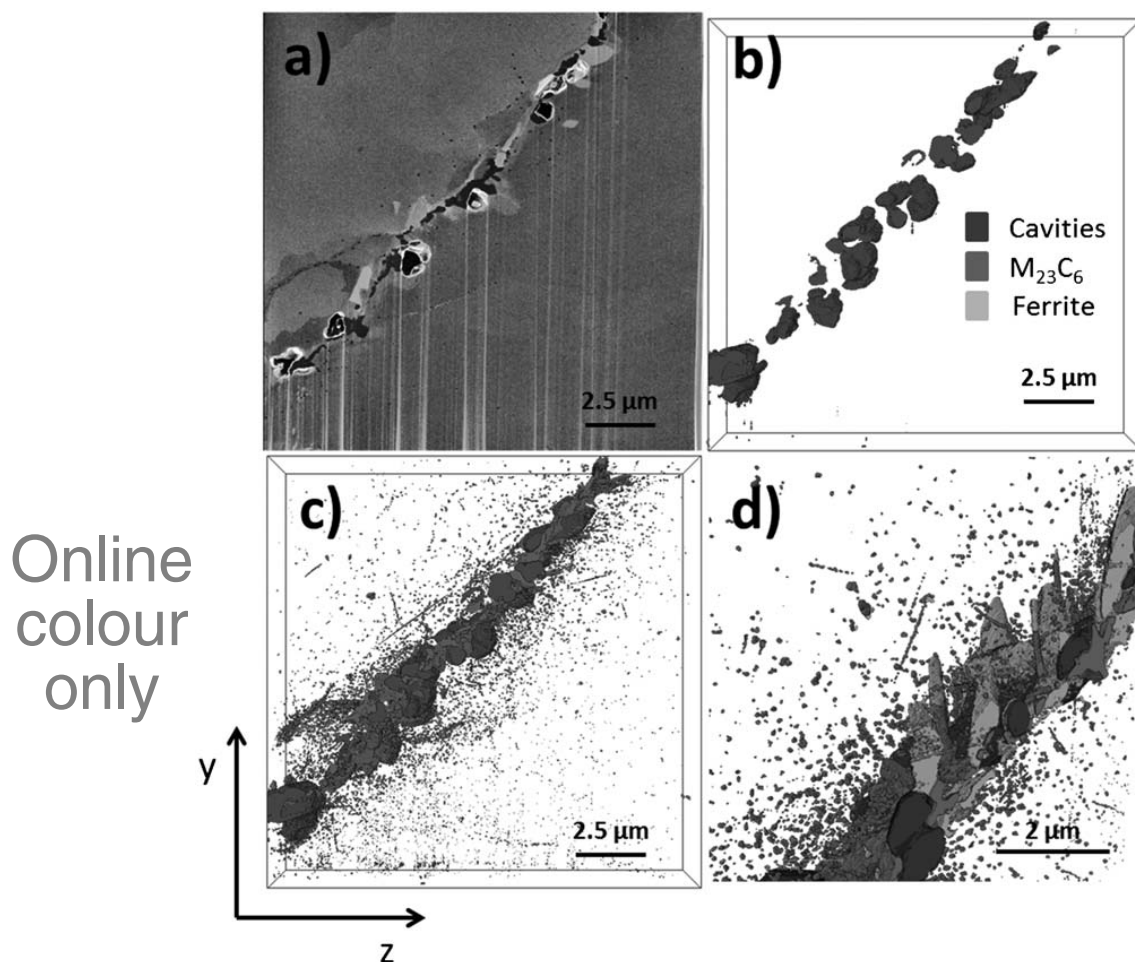 a)
b)
Cavities
M₂₃C₆
Ferrite
2.5 µm
2.5 µm
c)
d)
Online
colour
only
2.5 µm
2 µm
y
z